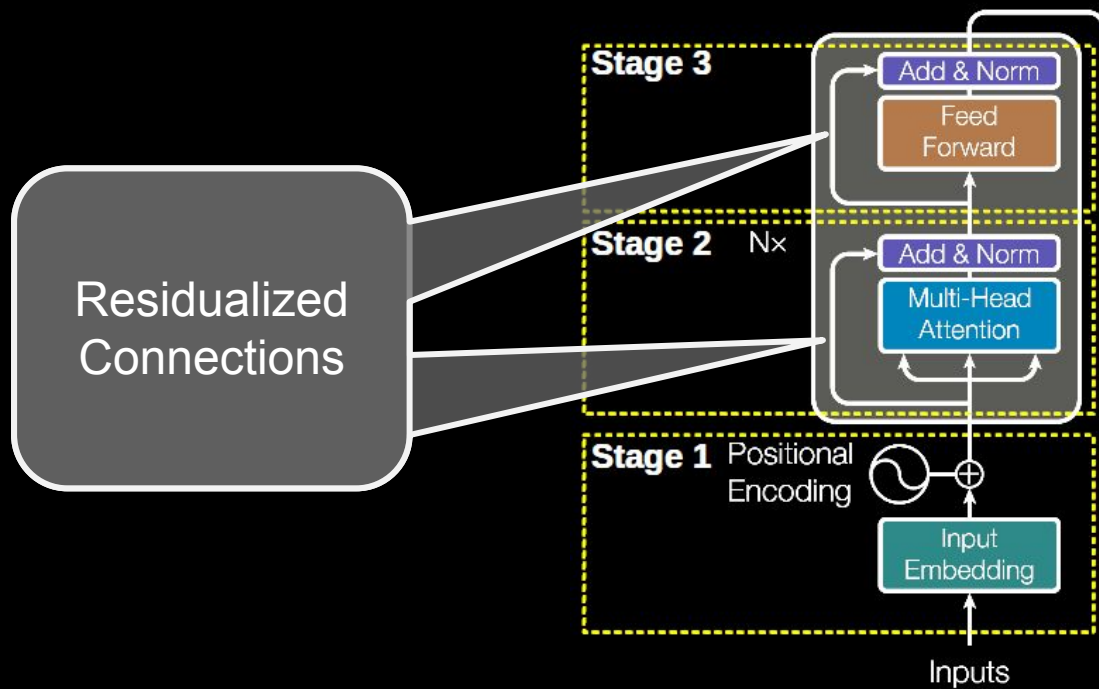 Residualized
Connections
Stage 3
Add & Norm
Feed
Forward
Stage 2 N×
Add & Norm
Multi-Head
Attention
Stage 1 Positional
Encoding
Input
Embedding
Inputs